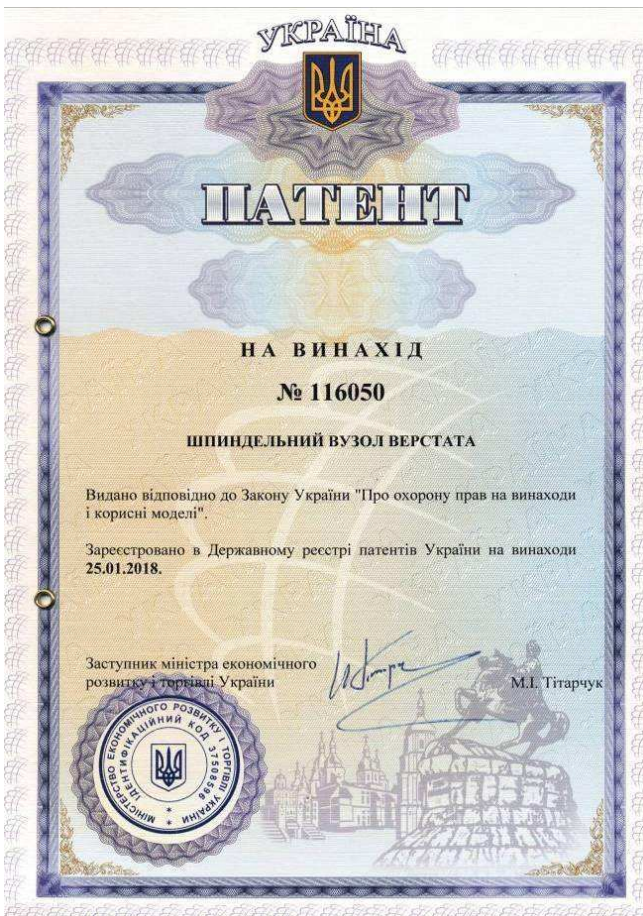 УКРАЇНА
ПАТЕНТ
НА ВИНАХІД
№ 116050
ШПИНДЕЛЬНИЙ ВУЗОЛ ВЕРСТАТА
Видано відповідно до Закону України "Про охорону прав на винаходи
і корисні моделі".
Зареєстровано в Державному реєстрі патентів України на винаходи
25.01.2018.
Заступник міністра економічного
розвитку і торгівлі України
М.І. Тітарчук
МІНІСТЕРСТВО ЕКОНОМІЧНОГО РОЗВИТКУ І ТОРГІВЛІ УКРАЇНИ
ІДЕНТИФІКАЦІЙНИЙ КОД 37508596